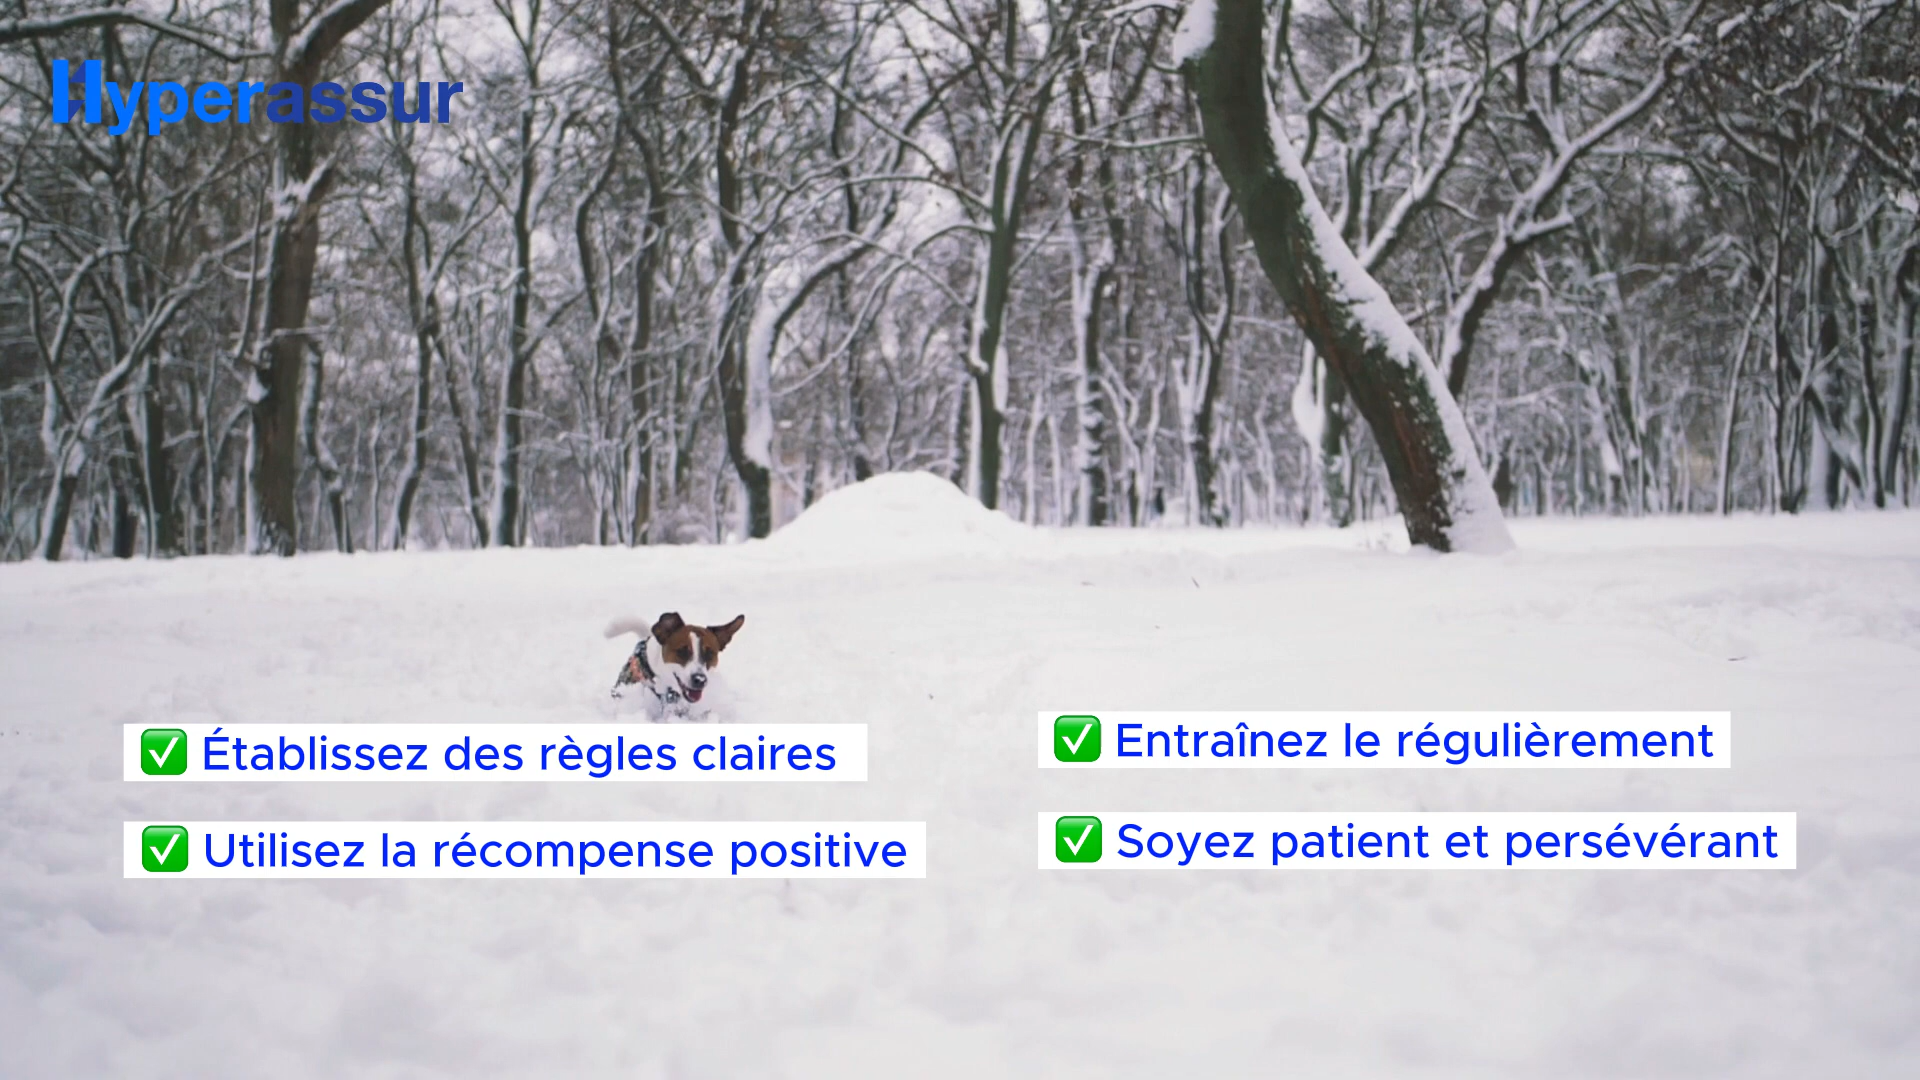 Hyperassur
✅ Établissez des règles claires
✅ Entraînez le régulièrement
✅ Utilisez la récompense positive
✅ Soyez patient et persévérant